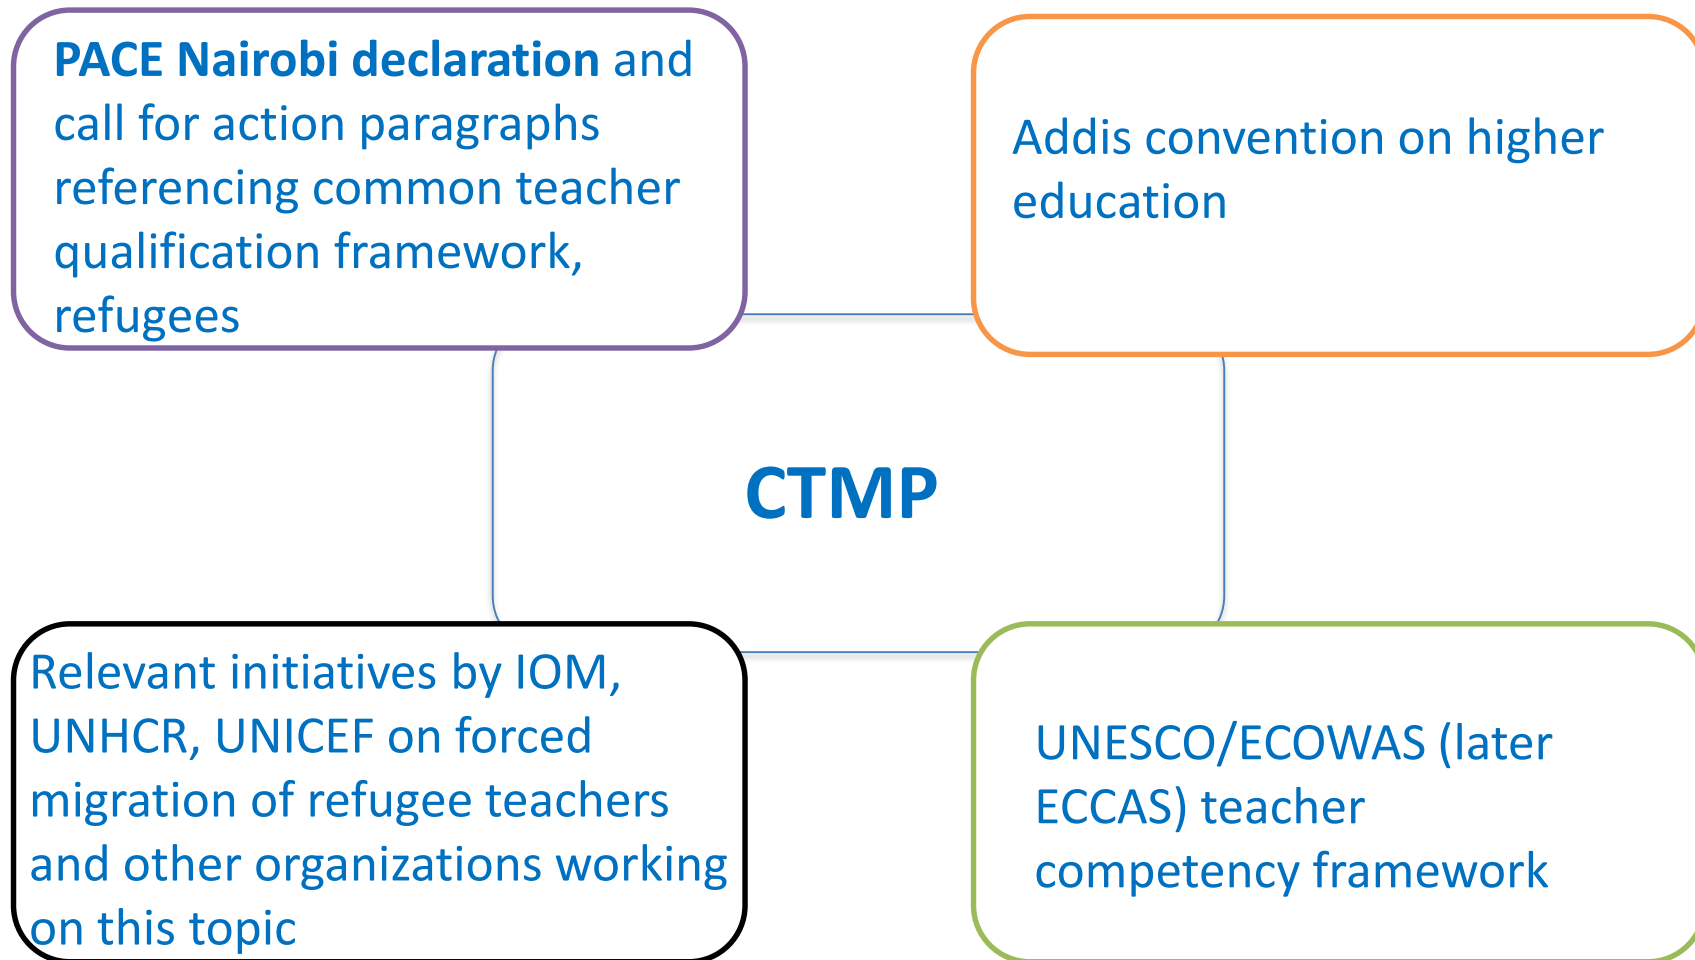 PACE Nairobi declaration and
call for action paragraphs
referencing common teacher
qualification framework,
refugees
Addis convention on higher
education
CTMP
Relevant initiatives by IOM,
UNHCR, UNICEF on forced
migration of refugee teachers
and other organizations working
on this topic
UNESCO/ECOWAS (later
ECCAS) teacher
competency framework